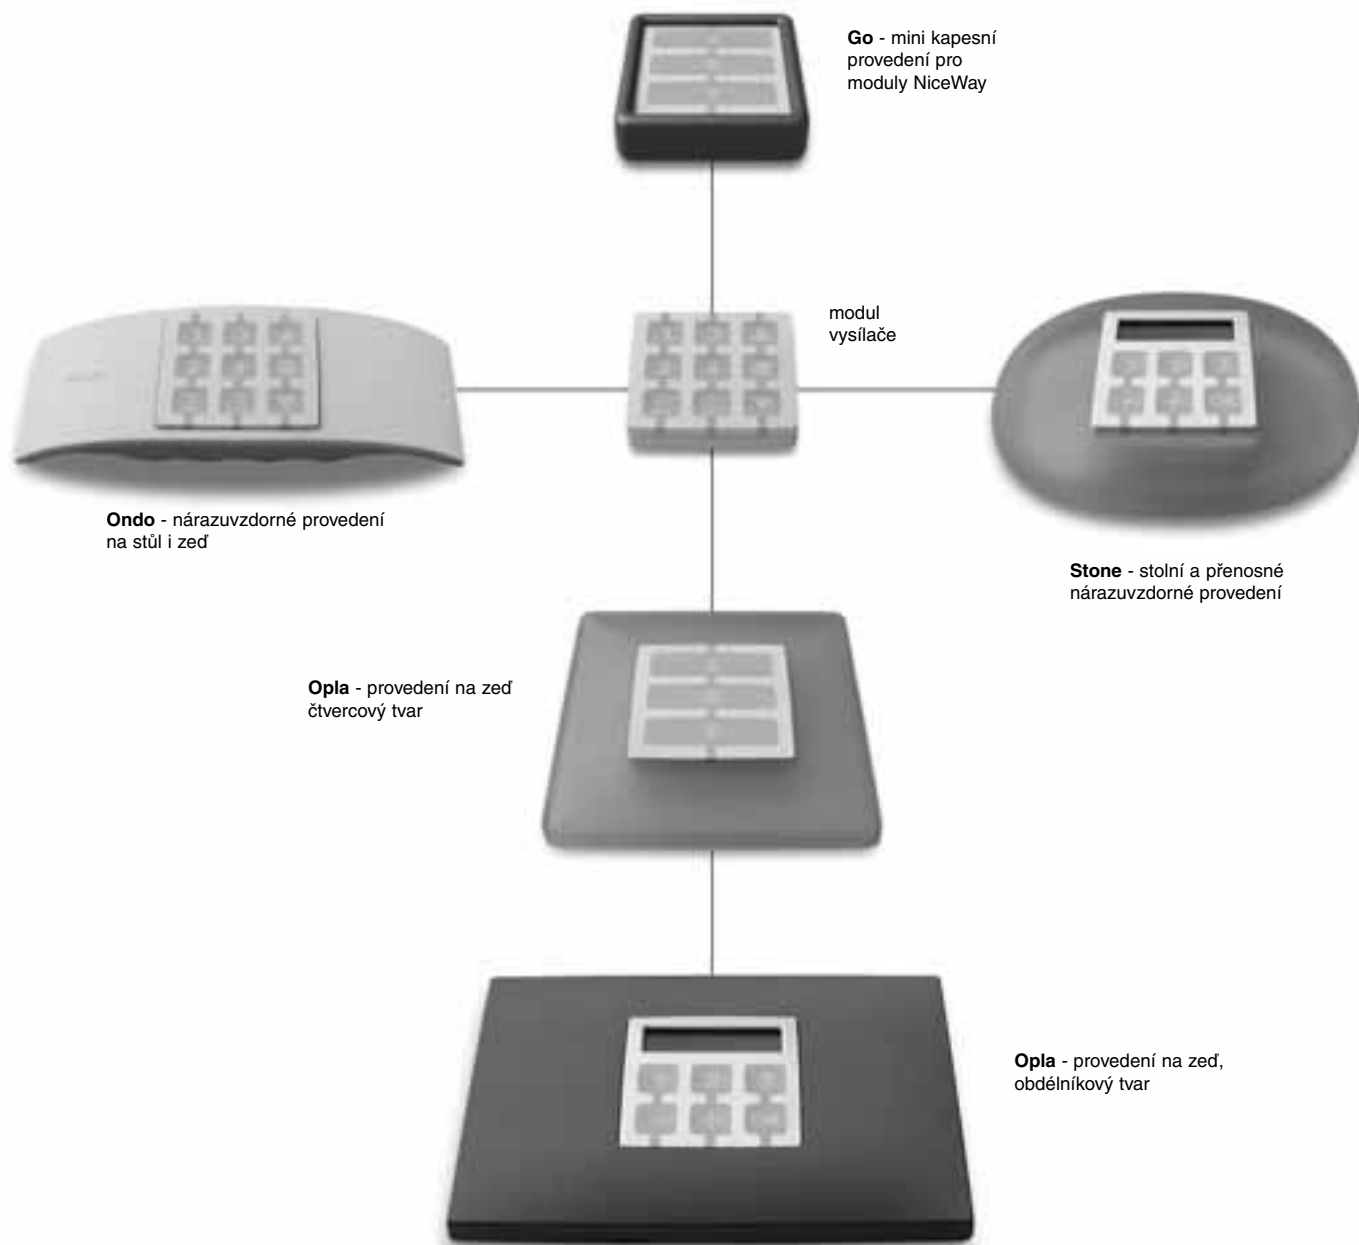 Go - mini kapesní
provedení pro
moduly NiceWay
modul
vysílače
Ondo - nárazuvzdorné provedení
na stůl i zeď
Stone - stolní a přenosné
nárazuvzdorné provedení
Opla - provedení na zeď
čtvercový tvar
Opla - provedení na zeď,
obdélníkový tvar